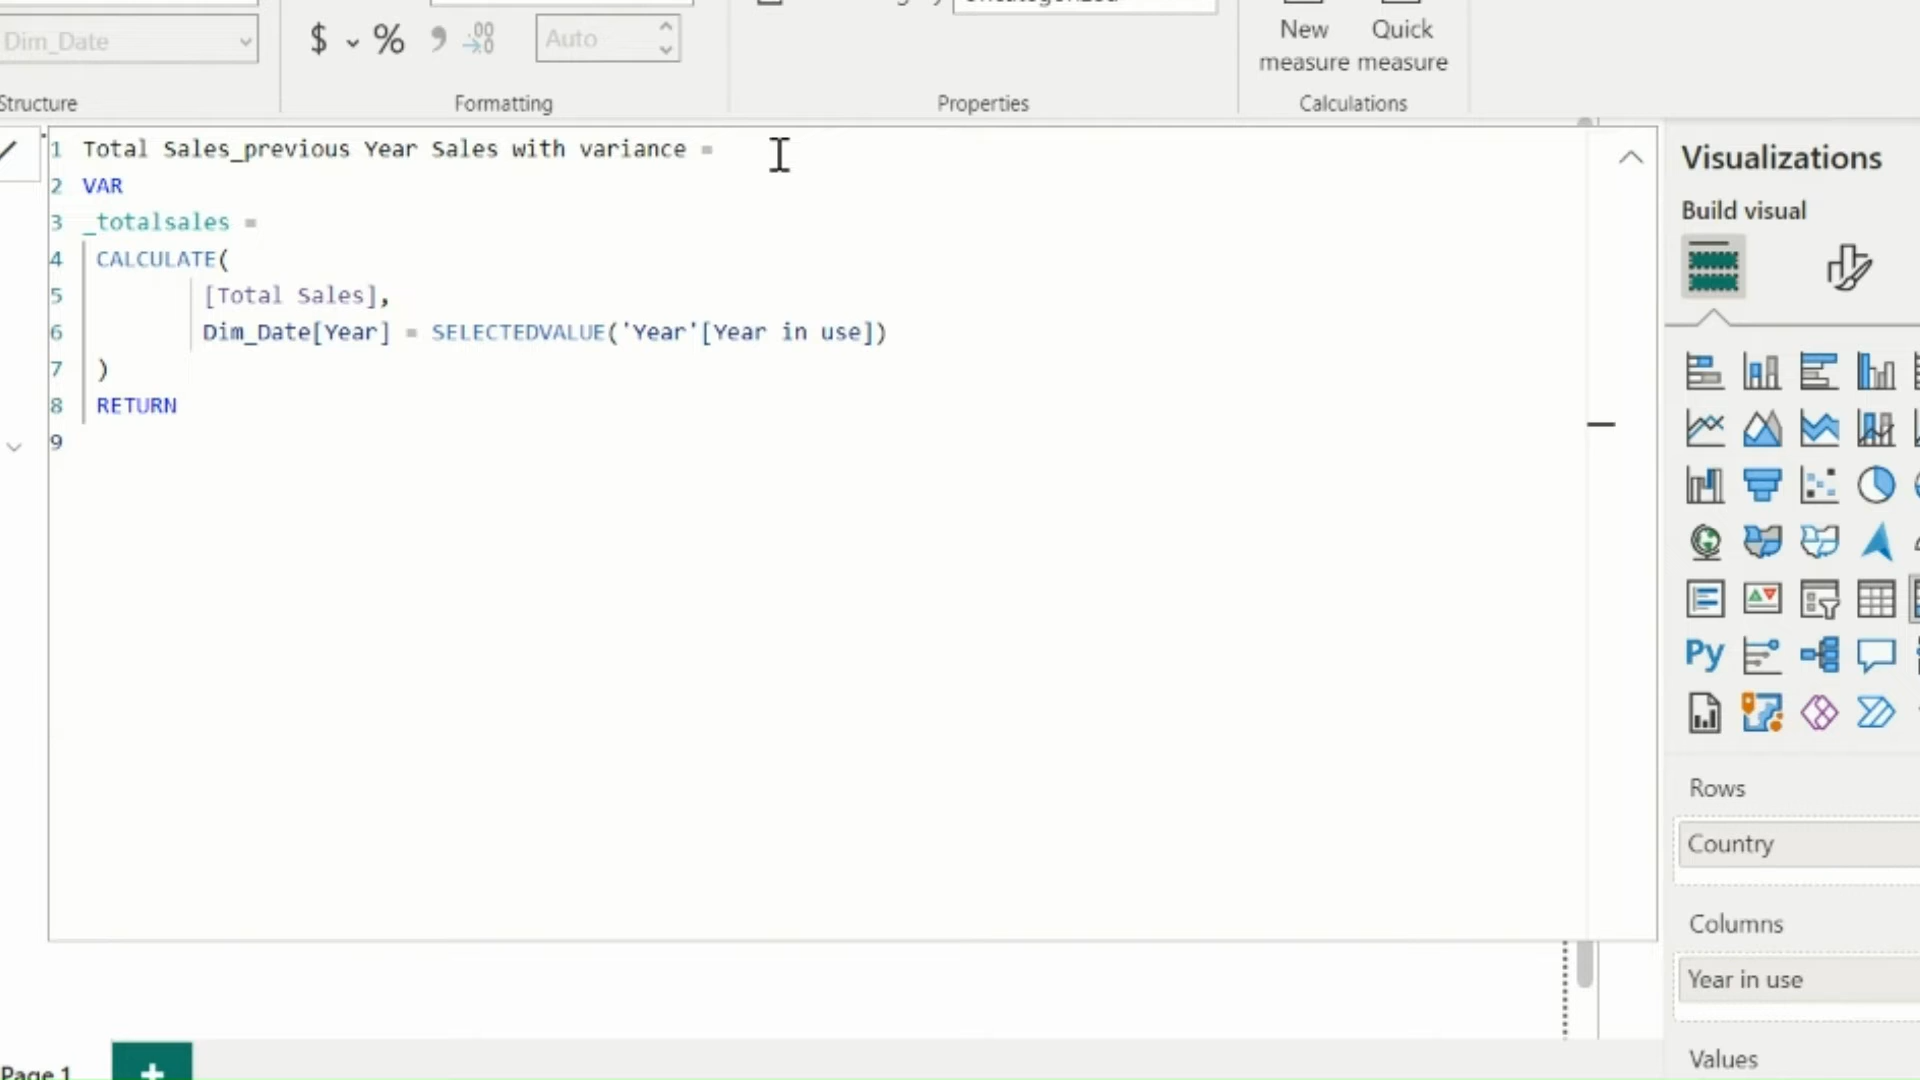 Dim_Date
$ %
Auto
New measure
Quick measure
Structure
Formatting
Properties
Calculations
1 Total Sales_previous Year Sales with variance =
2 VAR
3 _totalsales =
4 CALCULATE(
5 [Total Sales],
6 Dim_Date[Year] = SELECTEDVALUE('Year'[Year in use])
7 )
8 RETURN
9
Visualizations
Build visual
Py
Rows
Country
Columns
Year in use
Values
Page 1
+